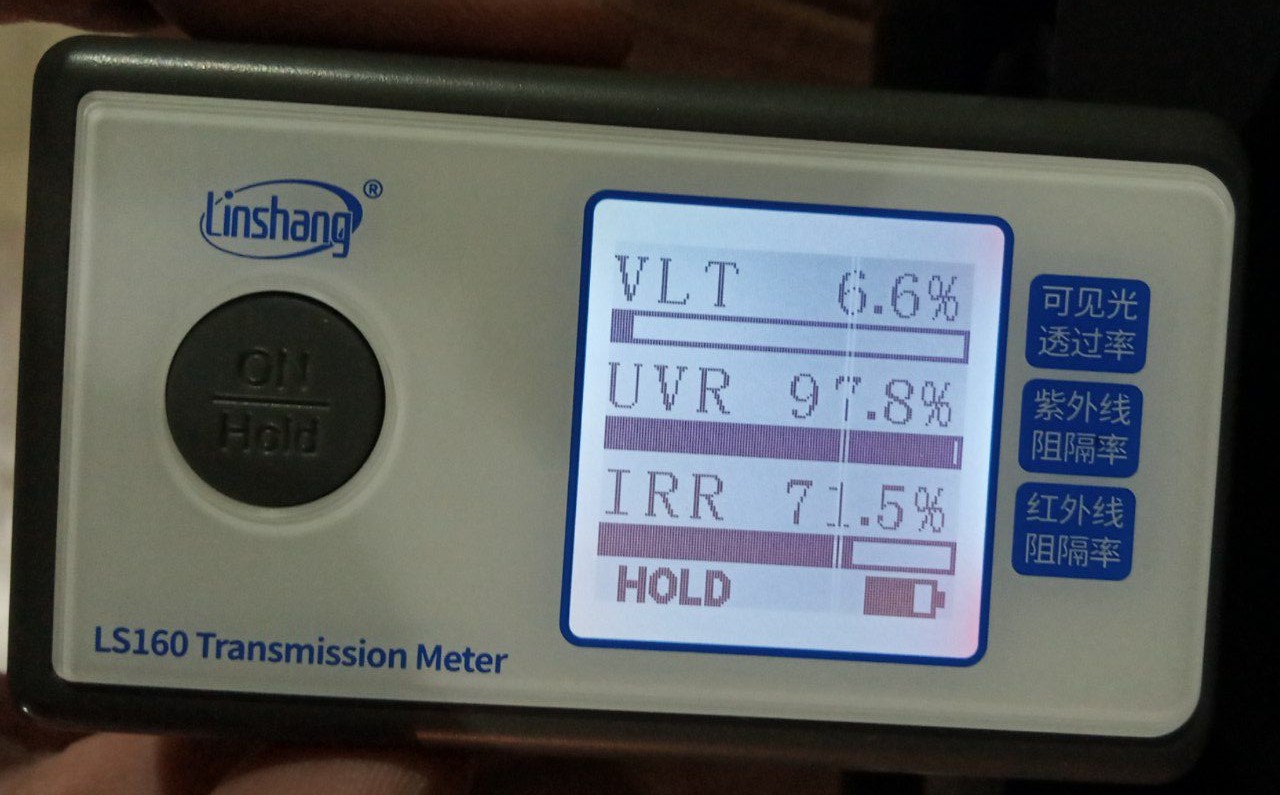 Linshang®
ON
Hold
LS160 Transmission Meter
VLT 6.6%
UVR 97.8%
IRR 71.5%
HOLD
可见光
透过率
紫外线
阻隔率
红外线
阻隔率